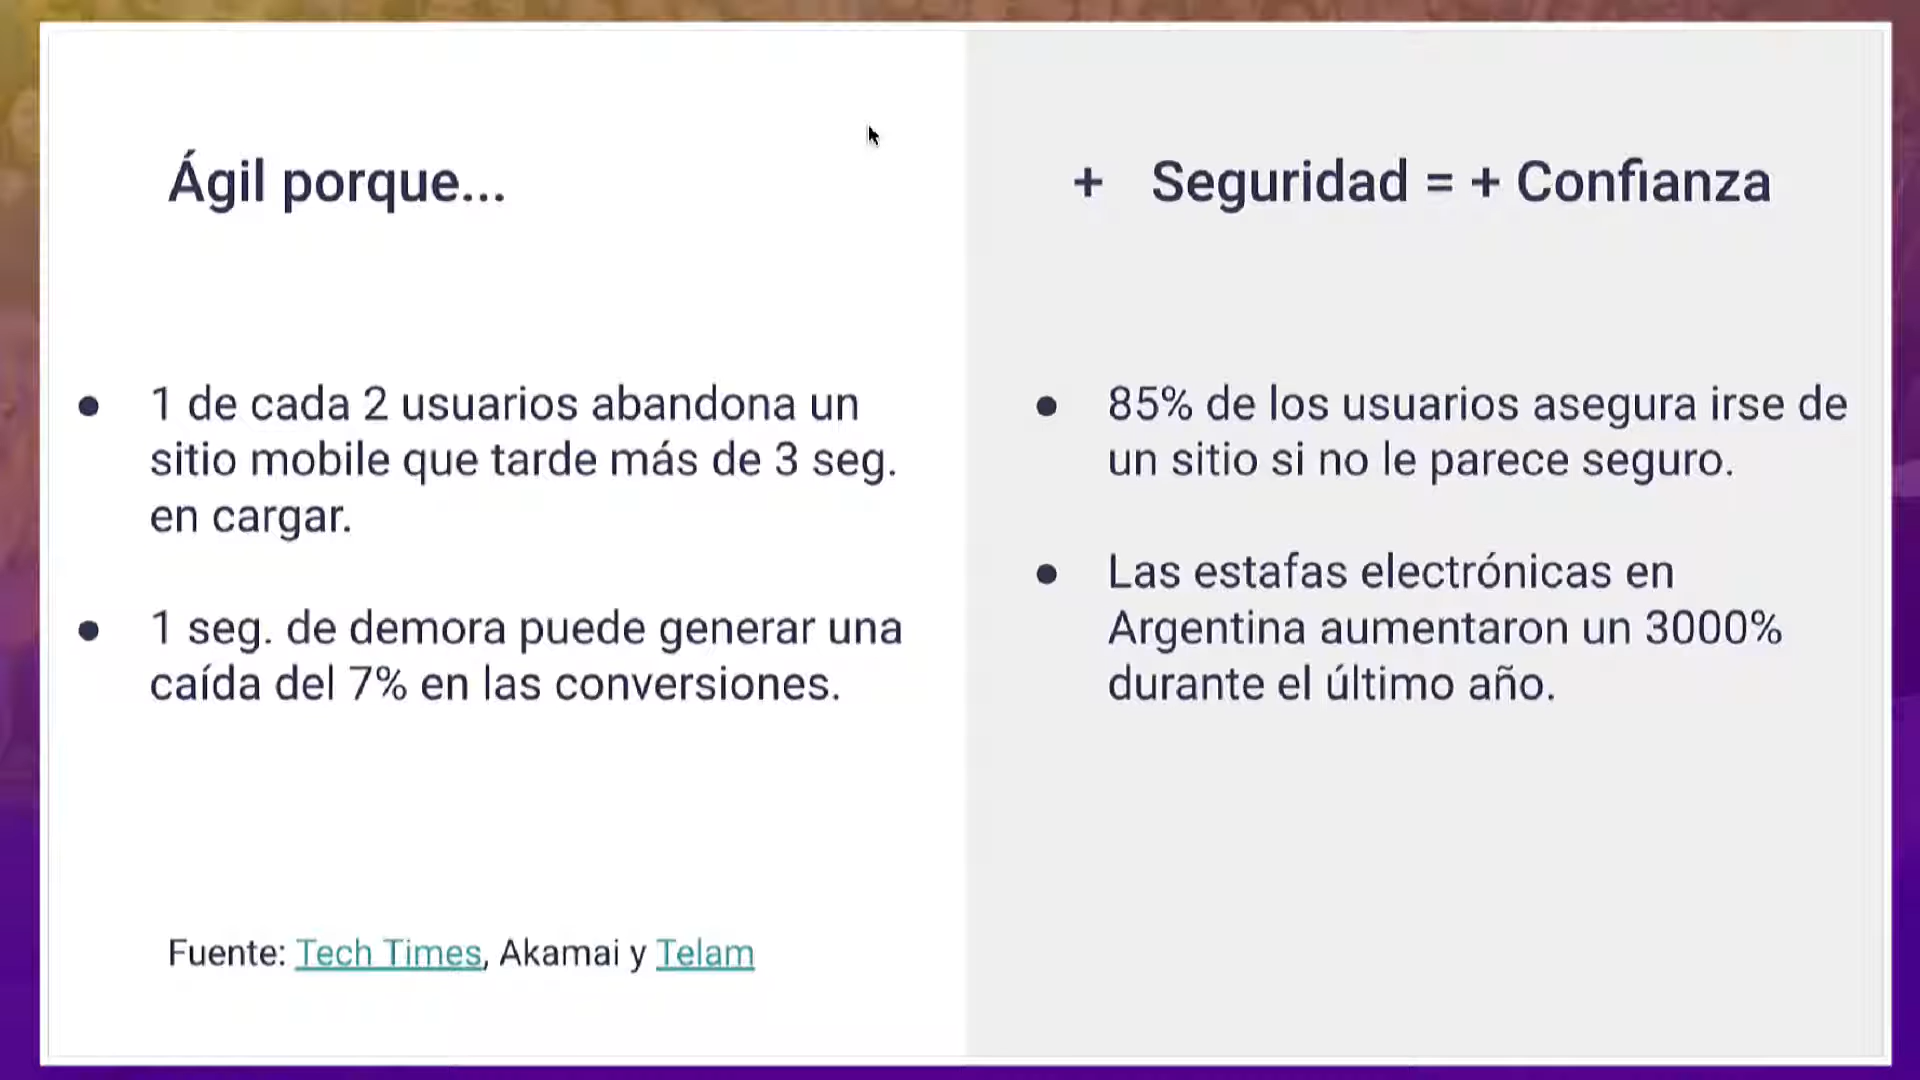 Ágil porque...
● 1 de cada 2 usuarios abandona un
sitio mobile que tarde más de 3 seg.
en cargar.
● 1 seg. de demora puede generar una
caída del 7% en las conversiones.
Fuente: Tech Times, Akamai y Telam
+ Seguridad = + Confianza
● 85% de los usuarios asegura irse de
un sitio si no le parece seguro.
● Las estafas electrónicas en
Argentina aumentaron un 3000%
durante el último año.